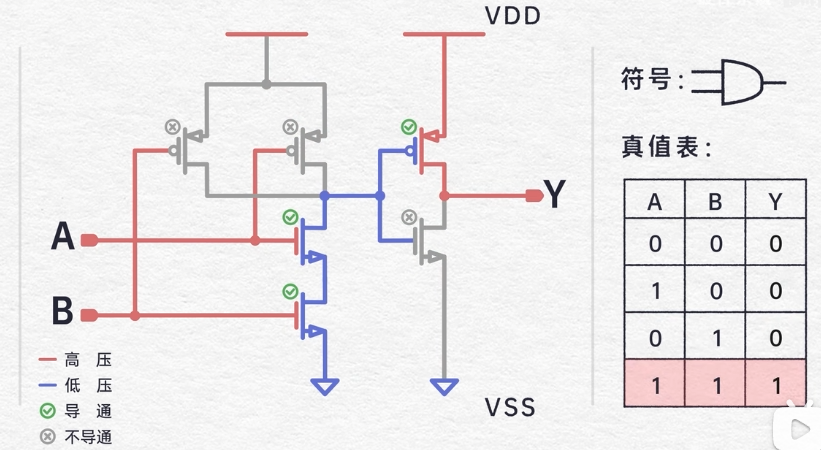 VDD
符号：
真值表：
A B Y
0 0 0
1 0 0
0 1 0
1 1 1
A
B
Y
高 压
低 压
导 通
不导通
VSS